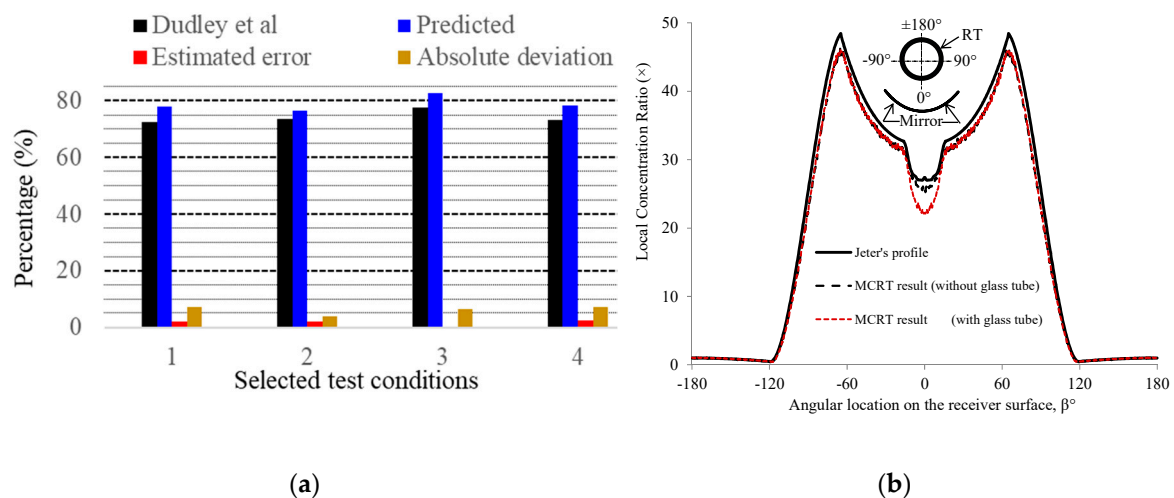 Dudley et al
Predicted
Estimated error
Absolute deviation
Percentage (%)
80
60
40
20
0
1
2
3
4
Selected test conditions
(a)
Local Concentration Ratio (×)
50
40
30
20
10
0
±180°
RT
-90°
90°
0°
Mirror
Jeter's profile
MCRT result (without glass tube)
MCRT result (with glass tube)
-180
-120
-60
0
60
120
180
Angular location on the receiver surface, β°
(b)